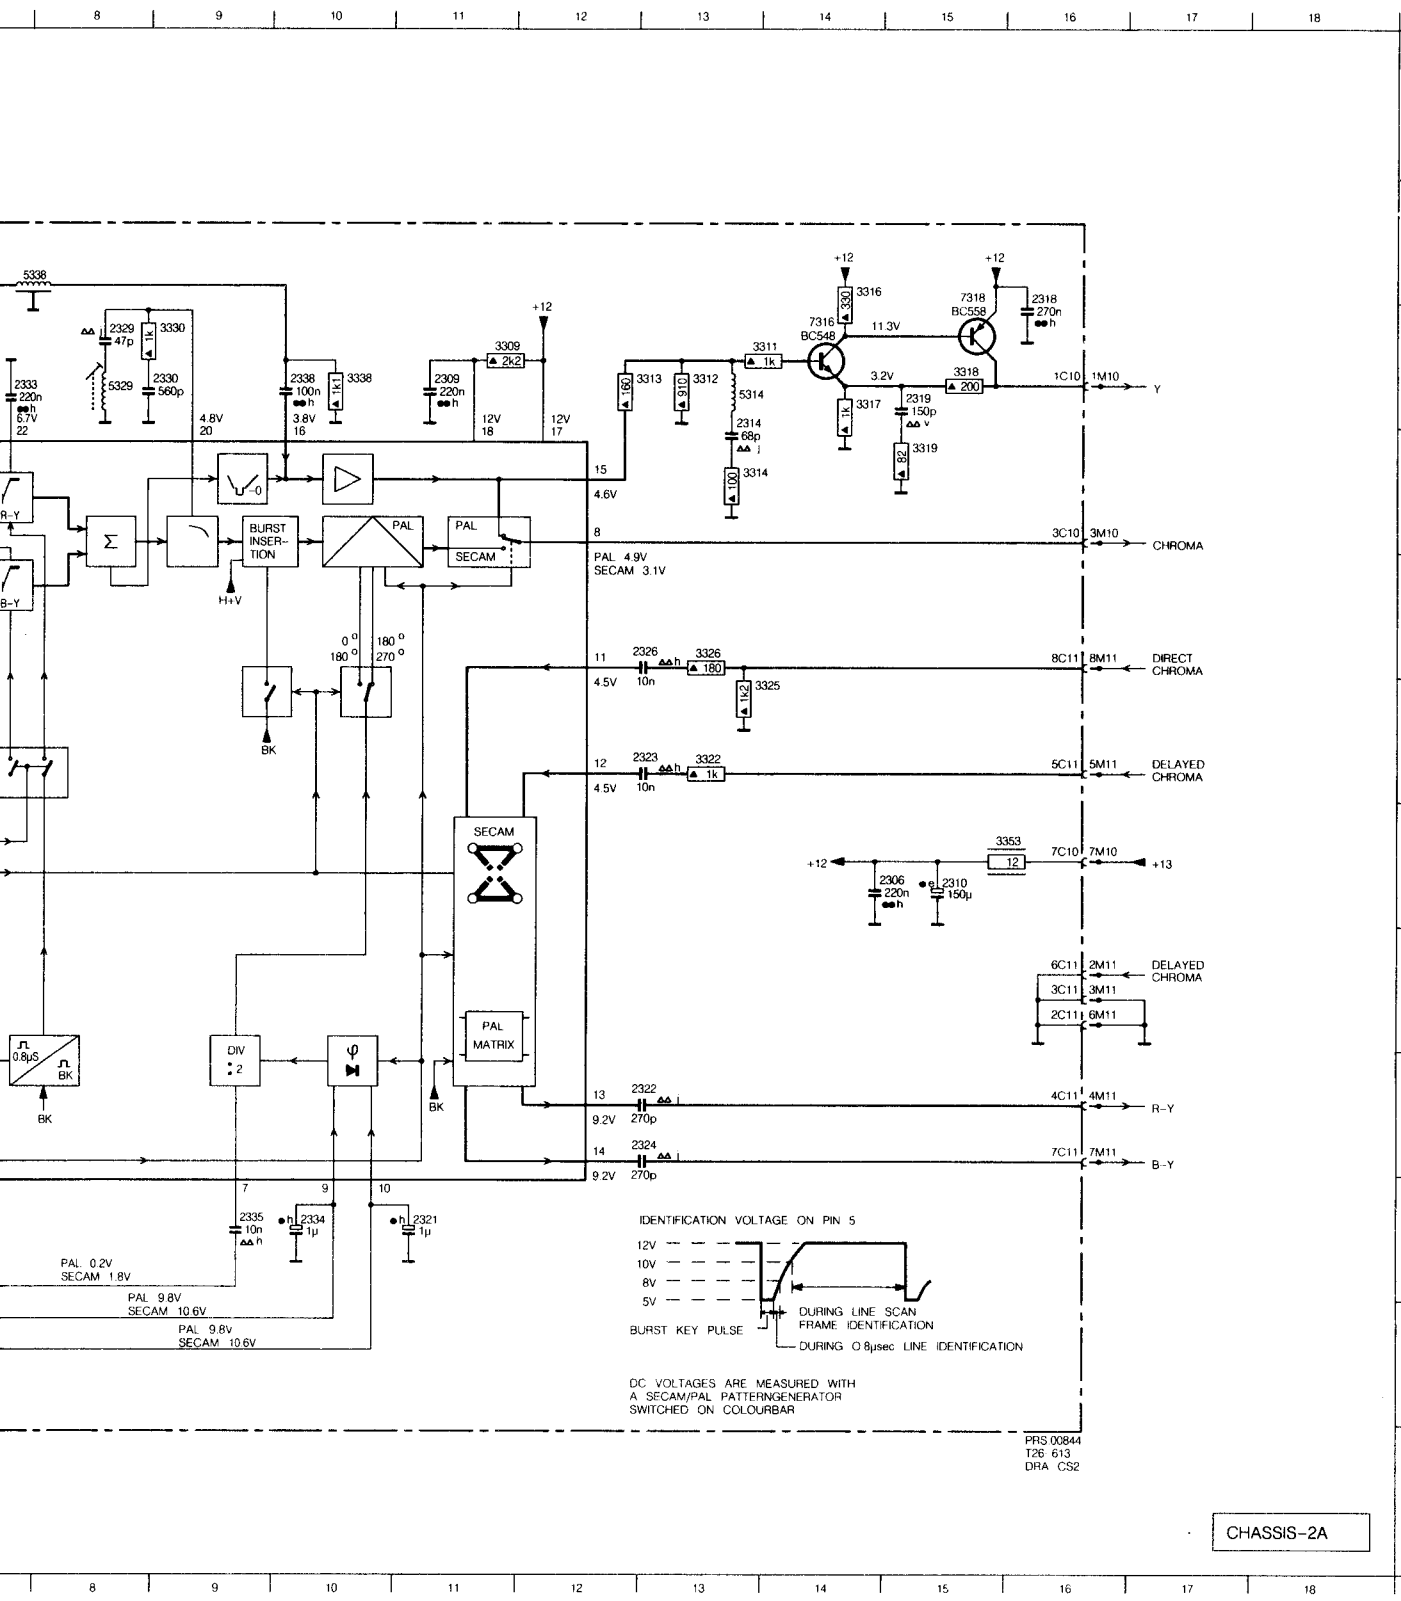 8 9 10 11 12 13 14 15 16 17 18
5338
+12 +12
2329 47p
3330 1k
5329
2330 560p
2333 220n h
6.7V
22
4.8V
20
2338 100n h
3.8V
16
3338 1k1
2309 220n h
3309 2k2
+12
12V
18
12V
17
3313 160
3312 910
3311 1k
5314
2314 68p j
3314 100
7316 BC548
330 3316
11.3V
7318 BC558
2318 270n h
3.2V
3317 1k
2319 150p v
3319 82
3318 200
1C10 1M10 Y
15
4.6V
-0
R-Y
Σ
BURST INSER-TION
PAL
PAL
SECAM
8
PAL 4.9V
SECAM 3.1V
3C10 3M10 CHROMA
B-Y
H+V
0° 180°
180° 270°
BK
11
4.5V
2326 10n h
3326 180
3325 1k2
8C11 8M11 DIRECT CHROMA
12
4.5V
2323 10n h
3322 1k
5C11 5M11 DELAYED CHROMA
SECAM
+12
2306 220n h
e 2310 150µ
3353 12
7C10 7M10 +13
6C11 2M11 DELAYED CHROMA
3C11 3M11
2C11 6M11
0.8µS
BK
BK
DIV : 2
φ
PAL MATRIX
BK
13
9.2V
2322 270p j
4C11 4M11 R-Y
14
9.2V
2324 270p j
7C11 7M11 B-Y
7 9 10
2335 10n h
h 2334 1µ
h 2321 1µ
PAL 0.2V
SECAM 1.8V
PAL 9.8V
SECAM 10.6V
PAL 9.8V
SECAM 10.6V
IDENTIFICATION VOLTAGE ON PIN 5
12V
10V
8V
5V
DURING LINE SCAN
FRAME IDENTIFICATION
BURST KEY PULSE
DURING 0.8µsec LINE IDENTIFICATION
DC VOLTAGES ARE MEASURED WITH
A SECAM/PAL PATTERNGENERATOR
SWITCHED ON COLOURBAR
PRS 00844
T26 613
DRA CS2
CHASSIS-2A
8 9 10 11 12 13 14 15 16 17 18